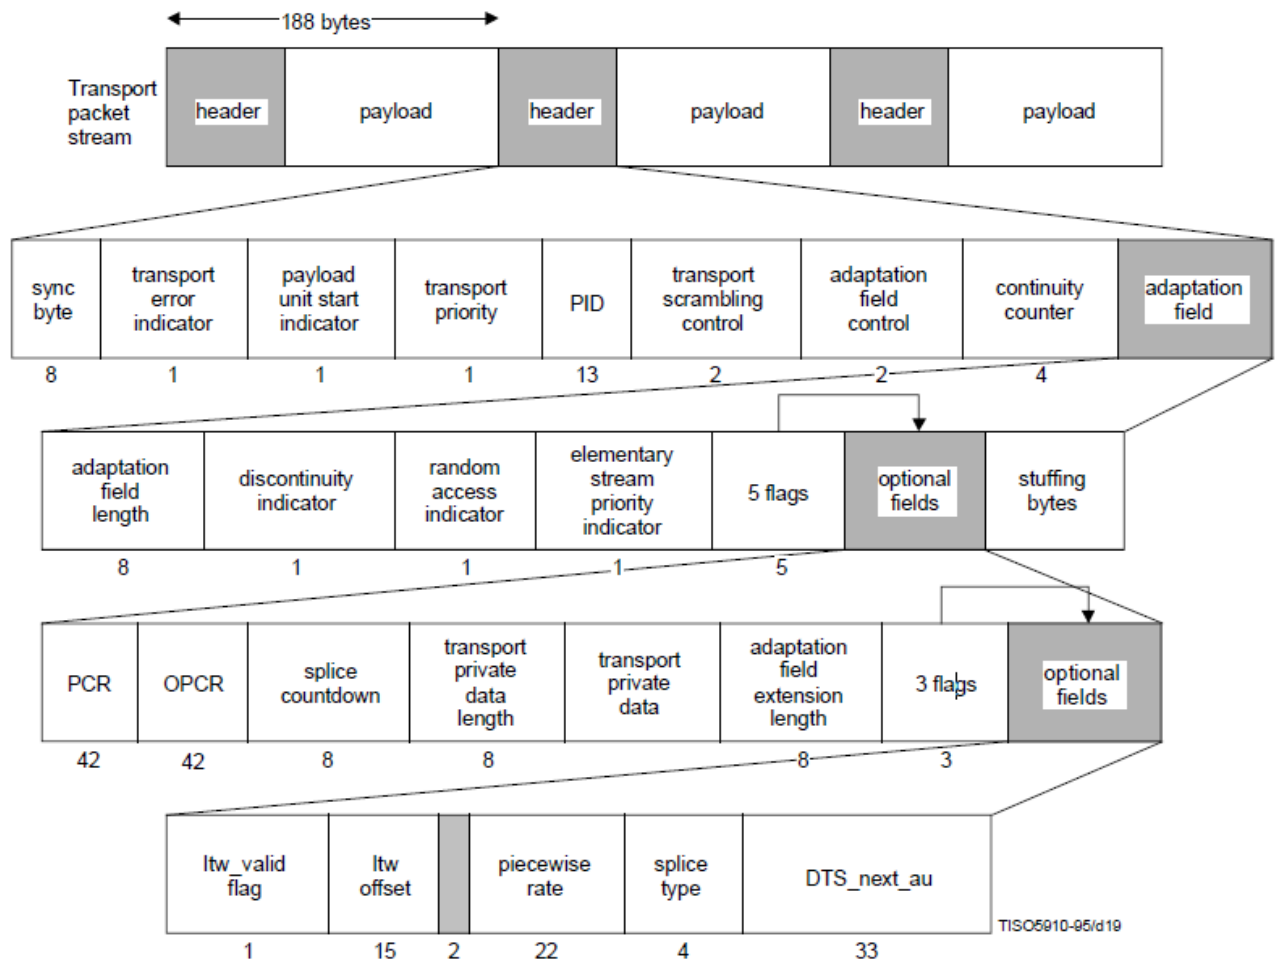 188 bytes
Transport
packet
stream
header
payload
header
payload
header
payload
sync
byte
transport
error
indicator
payload
unit start
indicator
transport
priority
PID
transport
scrambling
control
adaptation
field
control
continuity
counter
adaptation
field
8
1
1
1
13
2
2
4
adaptation
field
length
discontinuity
indicator
random
access
indicator
elementary
stream
priority
indicator
5 flags
optional
fields
stuffing
bytes
8
1
1
1
5
PCR
OPCR
splice
countdown
transport
private
data
length
transport
private
data
adaptation
field
extension
length
3 flags
optional
fields
42
42
8
8
8
3
ltw_valid
flag
ltw
offset
piecewise
rate
splice
type
DTS_next_au
TISO5910-95/d19
1
15
2
22
4
33